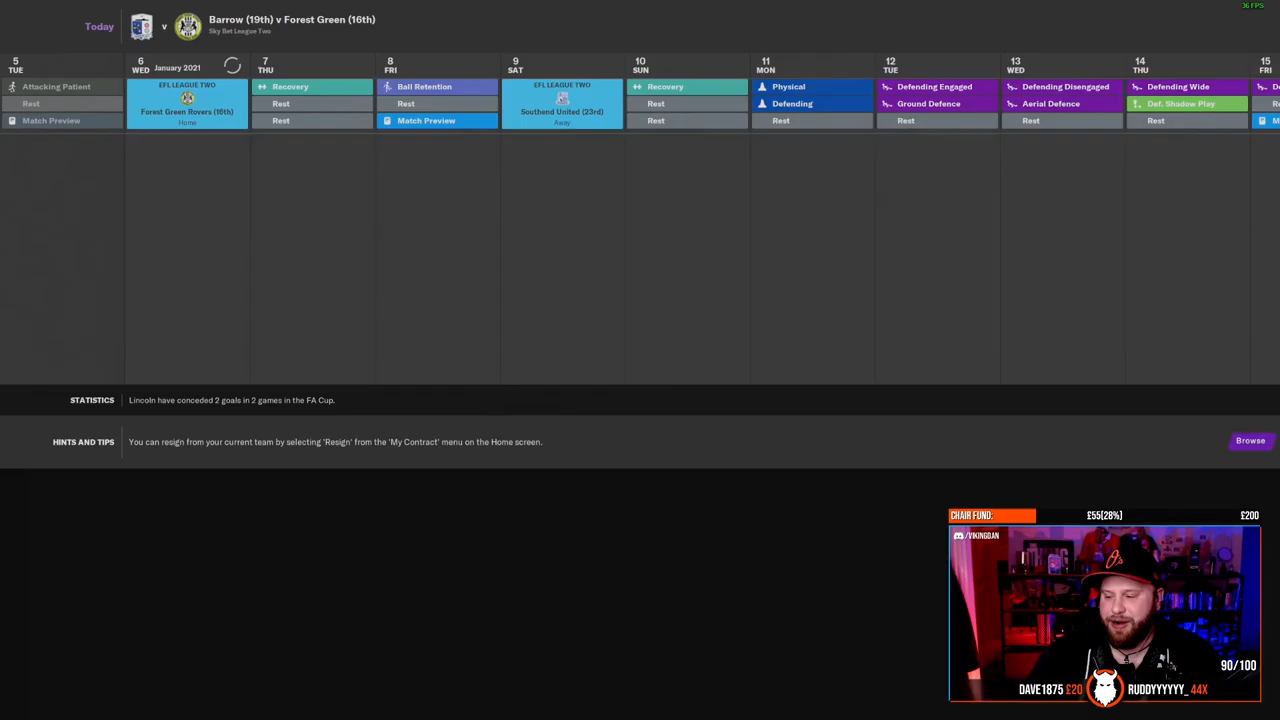 36 FPS
Today
v
Barrow (19th) v Forest Green (16th)
Sky Bet League Two
5
TUE
Attacking Patient
Rest
Match Preview
6
WED January 2021
EFL LEAGUE TWO
Forest Green Rovers (16th)
Home
7
THU
Recovery
Rest
Rest
8
FRI
Ball Retention
Rest
Match Preview
9
SAT
EFL LEAGUE TWO
Southend United (23rd)
Away
10
SUN
Recovery
Rest
Rest
11
MON
Physical
Defending
Rest
12
TUE
Defending Engaged
Ground Defence
Rest
13
WED
Defending Disengaged
Aerial Defence
Rest
14
THU
Defending Wide
Def. Shadow Play
Rest
15
FRI
STATISTICS Lincoln have conceded 2 goals in 2 games in the FA Cup.
HINTS AND TIPS You can resign from your current team by selecting 'Resign' from the 'My Contract' menu on the Home screen.
Browse
CHAIR FUND: £55(28%) £200
/VIKINGDAN
O's
90/100
DAVE1875 £20 RUDDYYYYYY_ 44X